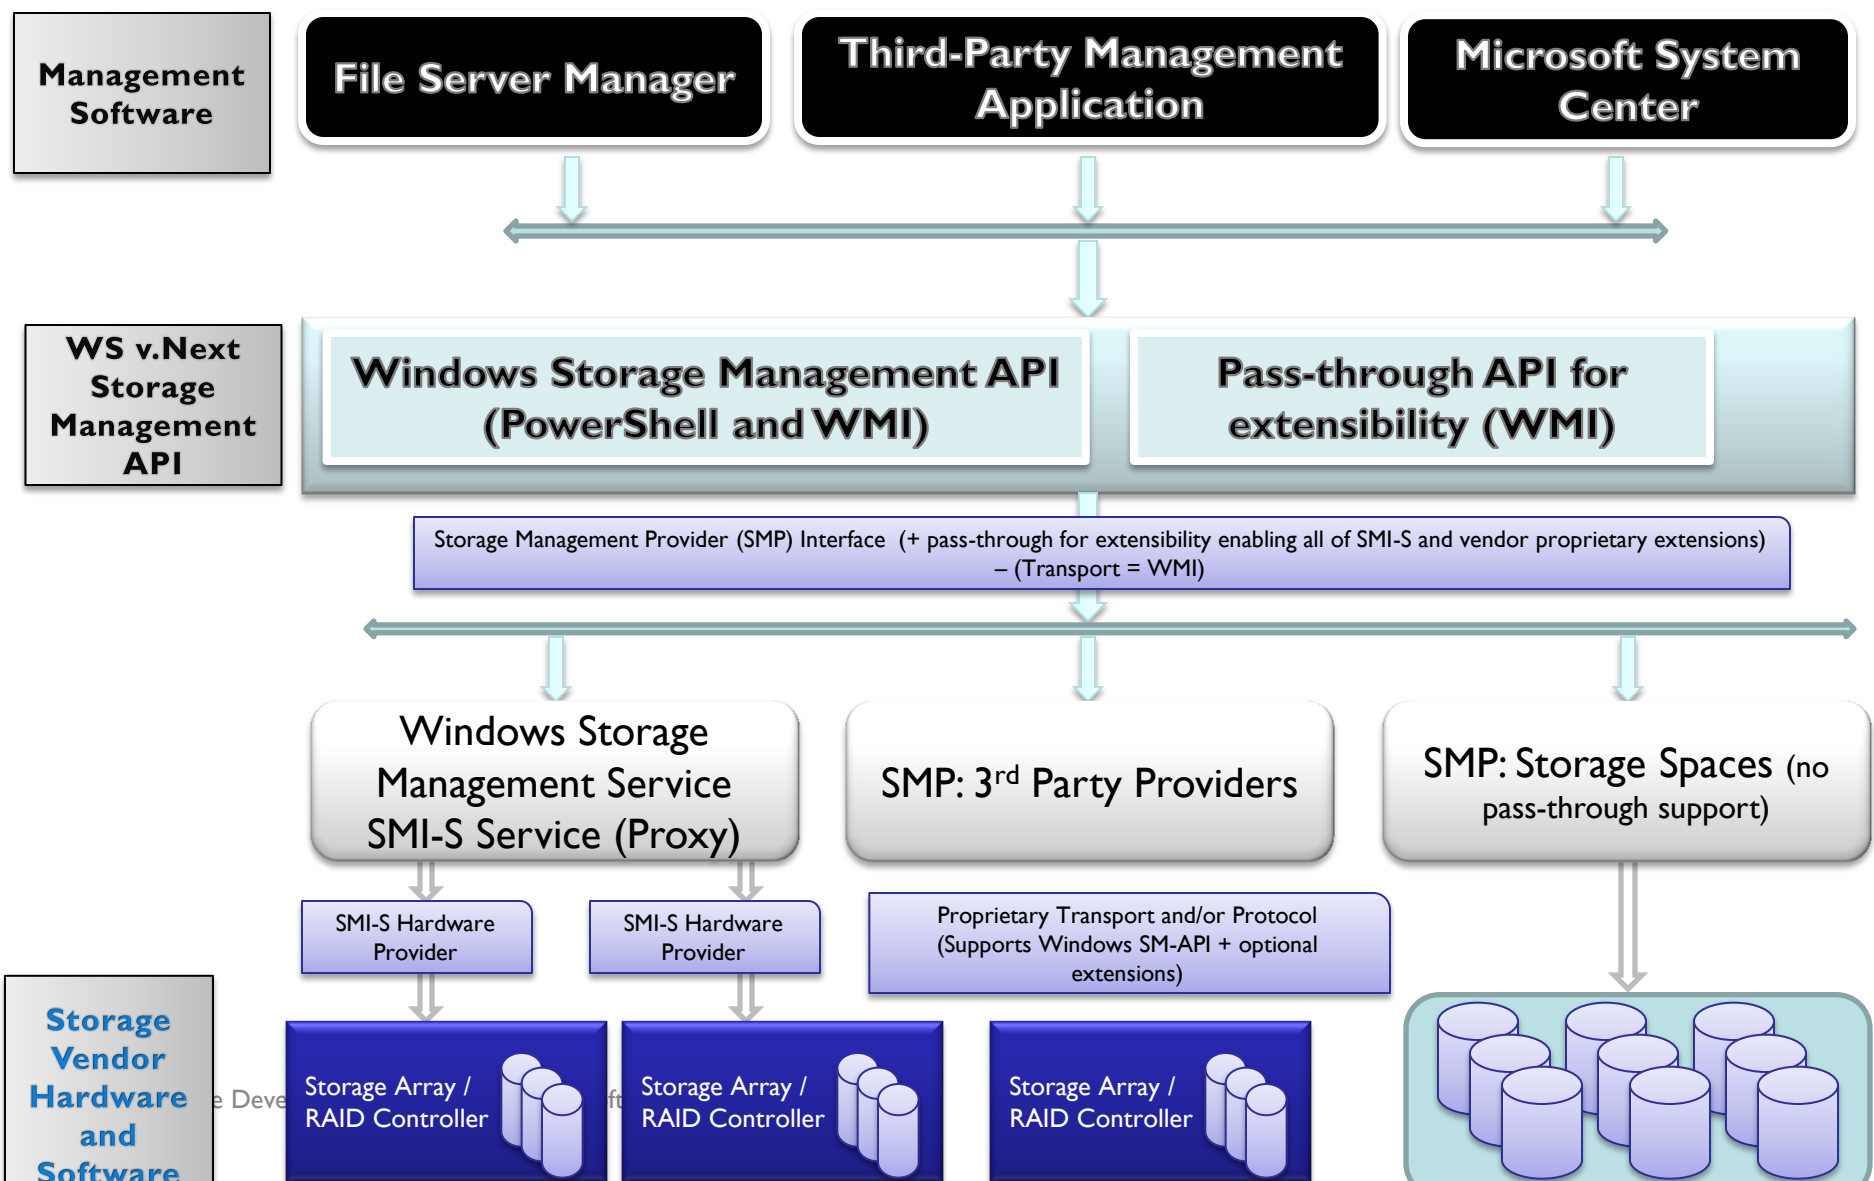 Management
Software
File Server Manager
Third-Party Management
Application
Microsoft System
Center
WS v.Next
Storage
Management
API
Windows Storage Management API
(PowerShell and WMI)
Pass-through API for
extensibility (WMI)
Storage Management Provider (SMP) Interface (+ pass-through for extensibility enabling all of SMI-S and vendor proprietary extensions)
– (Transport = WMI)
Windows Storage
Management Service
SMI-S Service (Proxy)
SMP: 3rd Party Providers
SMP: Storage Spaces (no
pass-through support)
SMI-S Hardware
Provider
SMI-S Hardware
Provider
Proprietary Transport and/or Protocol
(Supports Windows SM-API + optional
extensions)
Storage
Vendor
Hardware
and
Software
Storage Array /
RAID Controller
Storage Array /
RAID Controller
Storage Array /
RAID Controller